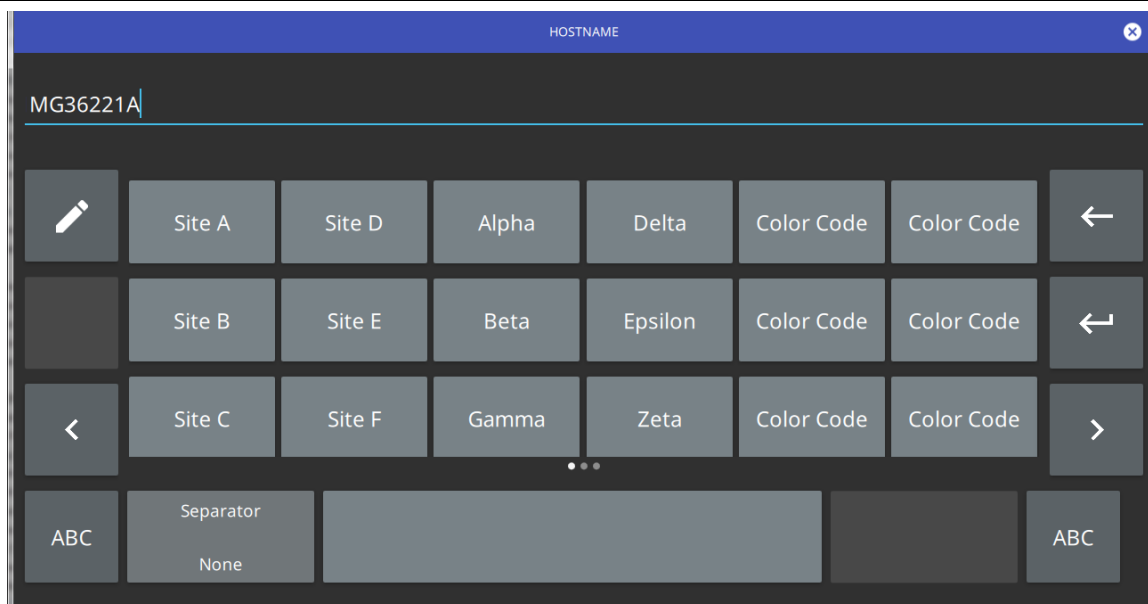 HOSTNAME
MG36221A
Site A Site D Alpha Delta Color Code Color Code
Site B Site E Beta Epsilon Color Code Color Code
Site C Site F Gamma Zeta Color Code Color Code
ABC Separator None ABC